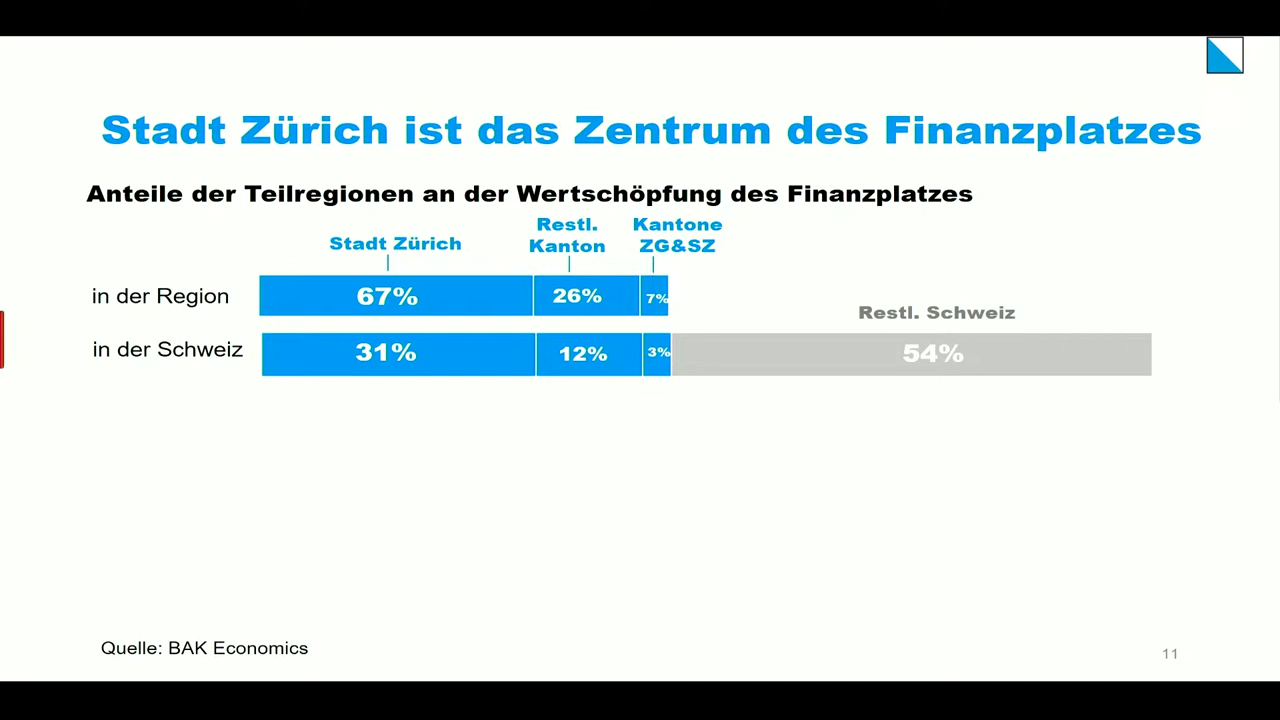 Stadt Zürich ist das Zentrum des Finanzplatzes
Anteile der Teilregionen an der Wertschöpfung des Finanzplatzes
Stadt Zürich
Restl.
Kanton
Kantone
ZG&SZ
in der Region
67%
26%
7%
Restl. Schweiz
in der Schweiz
31%
12%
3%
54%
Quelle: BAK Economics
11